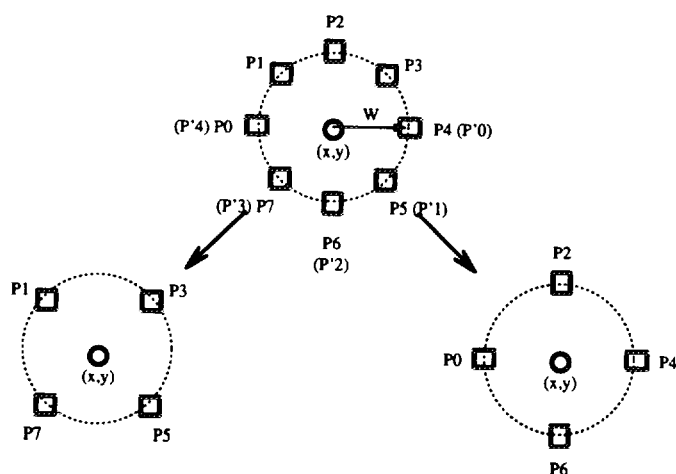 P2
P1
P3
W
(P'4) P0
P4 (P'0)
(x,y)
(P'3) P7
P5 (P'1)
P6
(P'2)
P1
P3
(x,y)
P7
P5
P2
P0
P4
(x,y)
P6